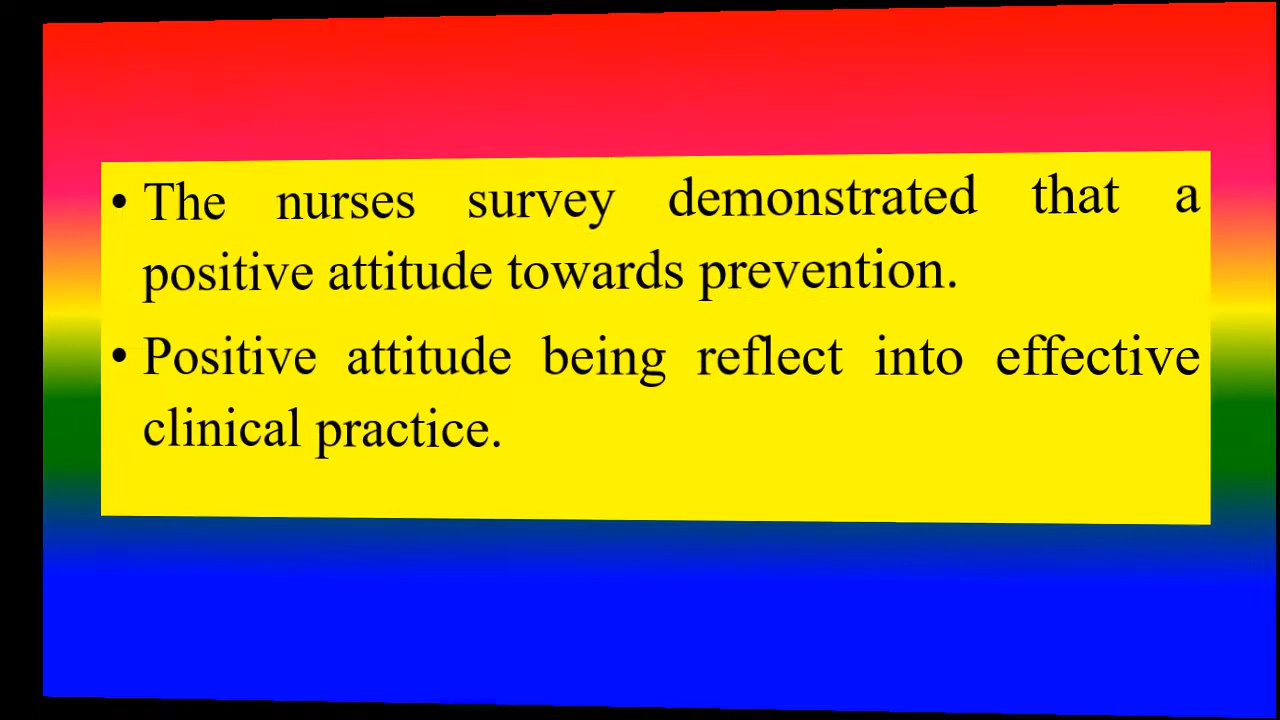 • The nurses survey demonstrated that a
positive attitude towards prevention.
• Positive attitude being reflect into effective
clinical practice.